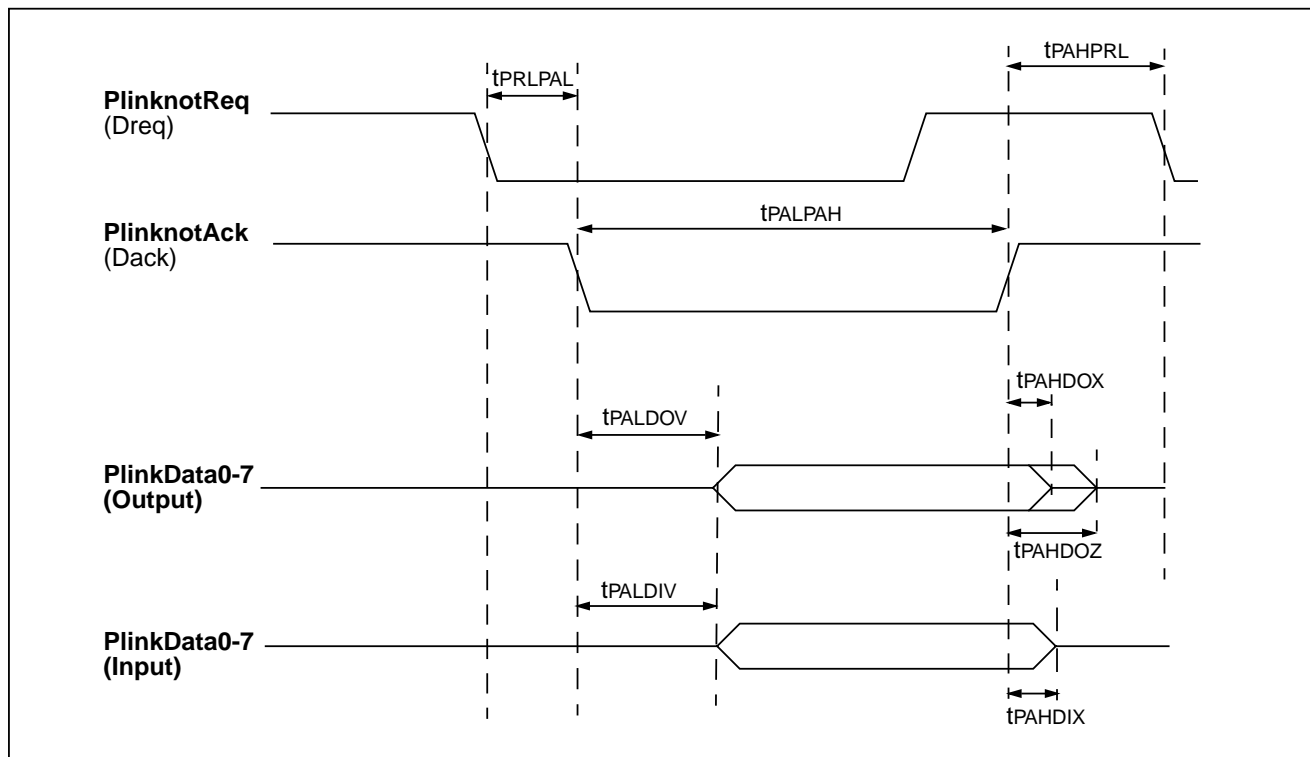 tPAHPRL
tPRLPAL
PlinknotReq
(Dreq)
tPALPAH
PlinknotAck
(Dack)
tPAHDOX
tPALDOV
PlinkData0-7
(Output)
tPAHDOZ
tPALDIV
PlinkData0-7
(Input)
tPAHDIX